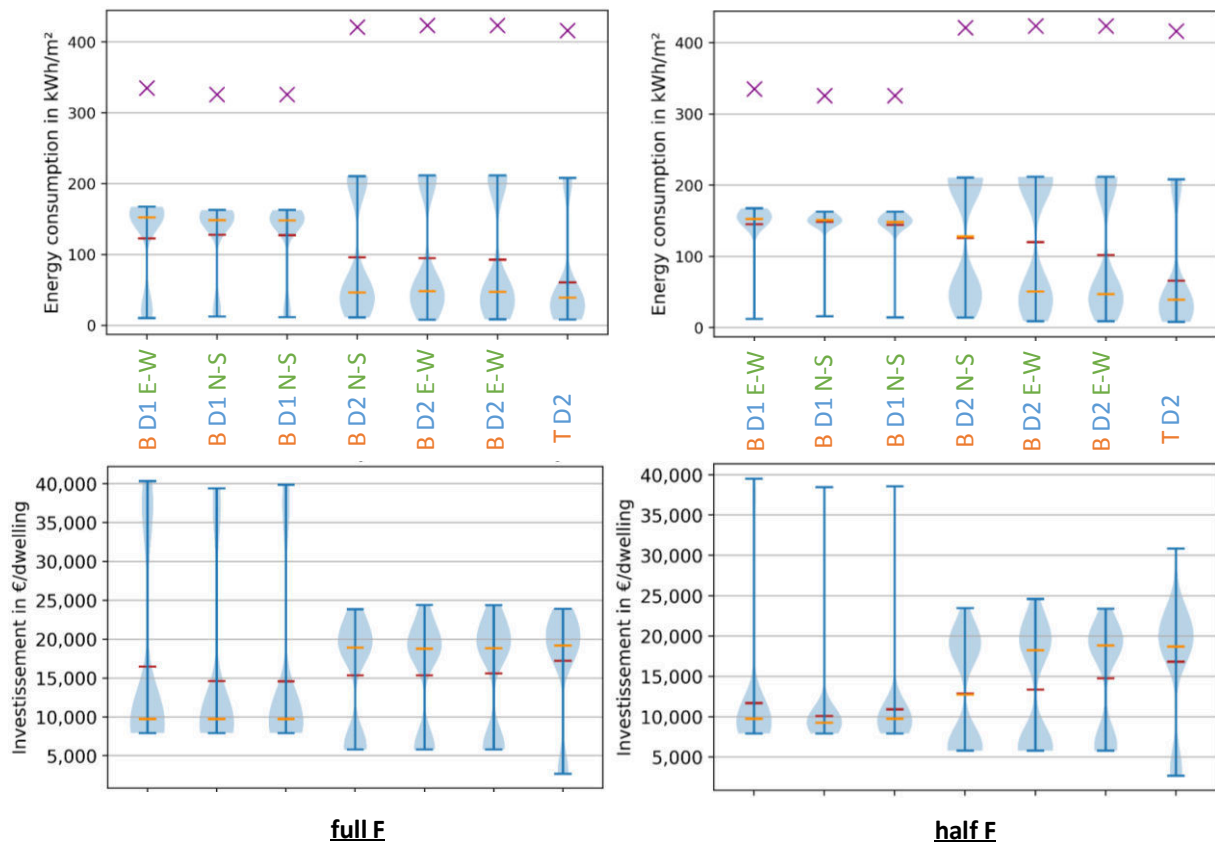 Energy consumption in kWh/m²
400
300
200
100
0
Energy consumption in kWh/m²
400
300
200
100
0
B D1 E-W
B D1 N-S
B D1 N-S
B D2 N-S
B D2 E-W
B D2 E-W
T D2
B D1 E-W
B D1 N-S
B D1 N-S
B D2 N-S
B D2 E-W
B D2 E-W
T D2
Investissement in €/dwelling
40,000
35,000
30,000
25,000
20,000
15,000
10,000
5,000
Investissement in €/dwelling
40,000
35,000
30,000
25,000
20,000
15,000
10,000
5,000
full F
half F